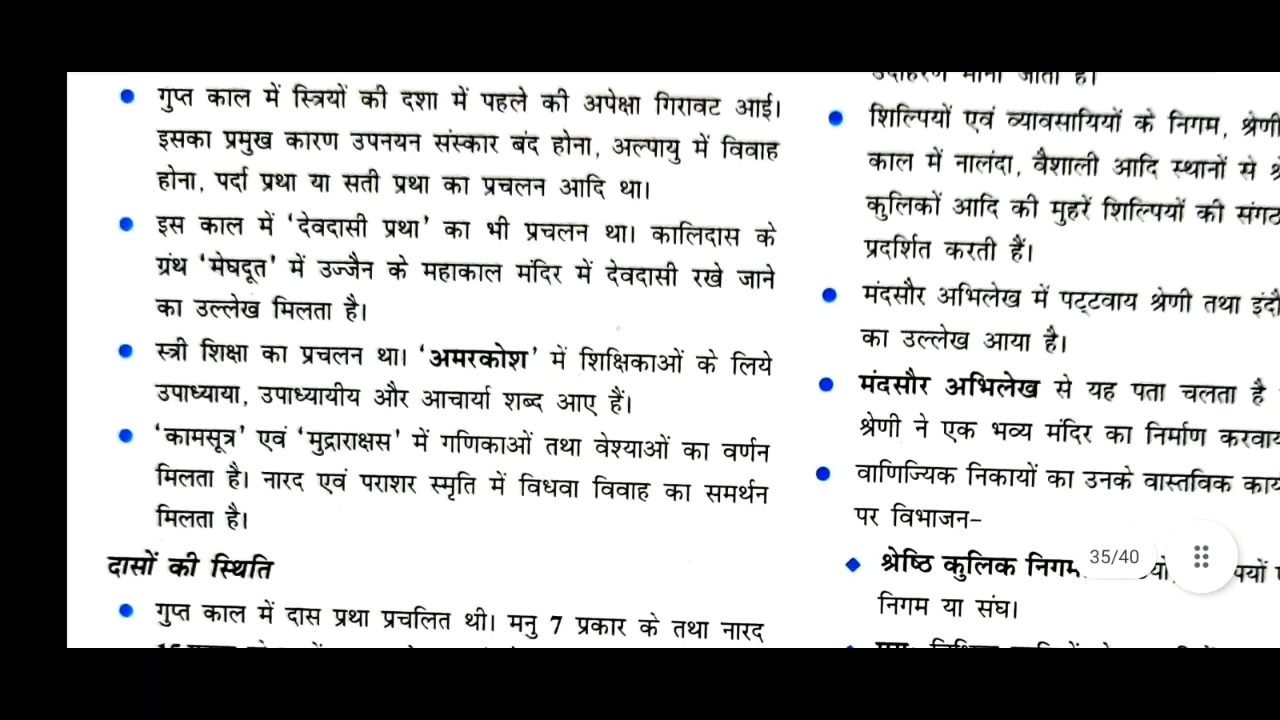 गुप्त काल में स्त्रियों की दशा में पहले की अपेक्षा गिरावट आई।
इसका प्रमुख कारण उपनयन संस्कार बंद होना, अल्पायु में विवाह
होना, पर्दा प्रथा या सती प्रथा का प्रचलन आदि था।
इस काल में ‘देवदासी प्रथा’ का भी प्रचलन था। कालिदास के
ग्रंथ ‘मेघदूत’ में उज्जैन के महाकाल मंदिर में देवदासी रखे जाने
का उल्लेख मिलता है।
स्त्री शिक्षा का प्रचलन था। ‘अमरकोश’ में शिक्षिकाओं के लिये
उपाध्याया, उपाध्यायीय और आचार्या शब्द आए हैं।
‘कामसूत्र’ एवं ‘मुद्राराक्षस’ में गणिकाओं तथा वेश्याओं का वर्णन
मिलता है। नारद एवं पराशर स्मृति में विधवा विवाह का समर्थन
मिलता है।
दासों की स्थिति
गुप्त काल में दास प्रथा प्रचलित थी। मनु 7 प्रकार के तथा नारद
उदाहरण माना जाता है।
शिल्पियों एवं व्यावसायियों के निगम, श्रेणी
काल में नालंदा, वैशाली आदि स्थानों से
कुलिकों आदि की मुहरें शिल्पियों की
प्रदर्शित करती हैं।
मंदसौर अभिलेख में पट्टवाय श्रेणी तथा
का उल्लेख आया है।
मंदसौर अभिलेख से यह पता चलता है
श्रेणी ने एक भव्य मंदिर का निर्माण
वाणिज्यिक निकायों का उनके वास्तविक
पर विभाजन–
श्रेष्ठि कुलिक निगम
निगम या संघ।
35/40